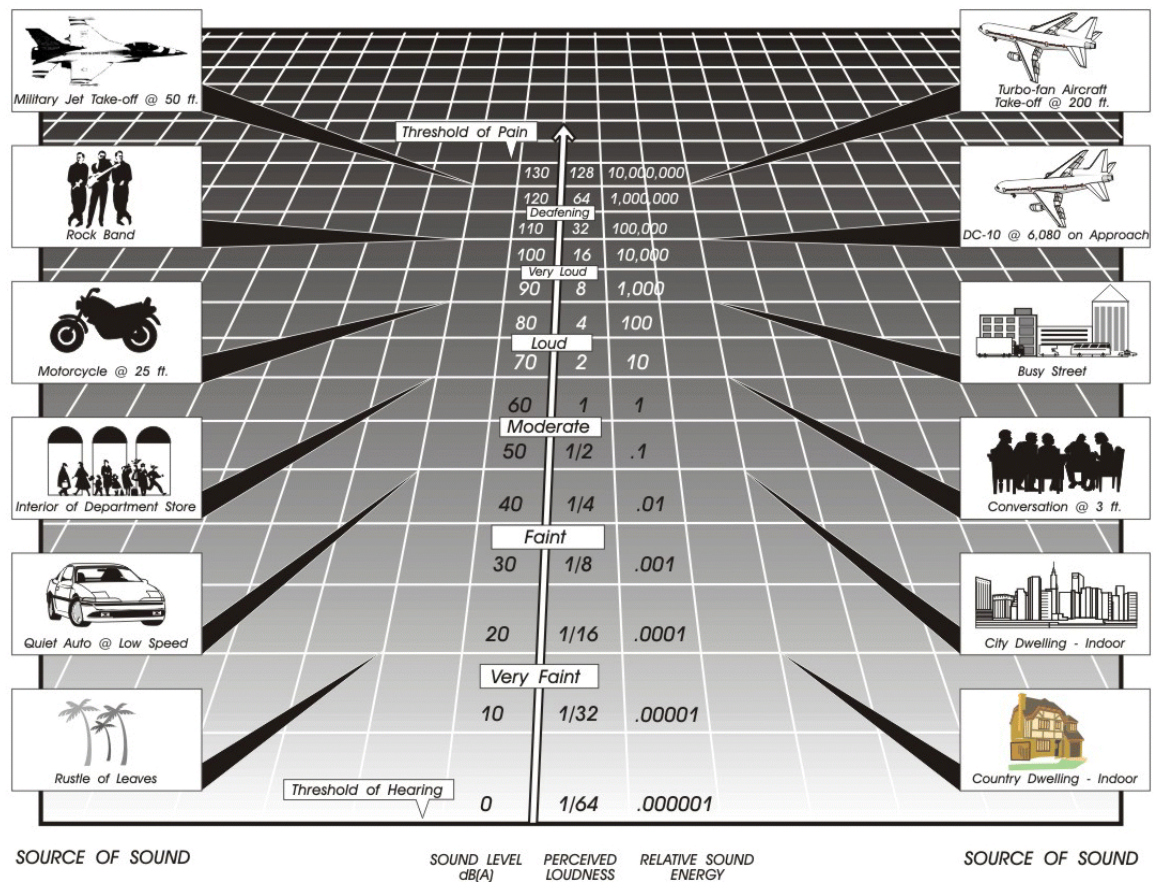 Military Jet Take-off @ 50 ft.
Turbo-fan Aircraft
Take-off @ 200 ft.
Threshold of Pain
130 128 10,000,000
120 64 1,000,000
Deafening
Rock Band
110 32 100,000
DC-10 @ 6,080 on Approach
100 16 10,000
Very Loud
90 8 1,000
80 4 100
Loud
70 2 10
Motorcycle @ 25 ft.
Busy Street
60 1 1
Moderate
50 1/2 .1
40 1/4 .01
Interior of Department Store
Conversation @ 3 ft.
Faint
30 1/8 .001
20 1/16 .0001
Quiet Auto @ Low Speed
City Dwelling - Indoor
Very Faint
10 1/32 .00001
Rustle of Leaves
Country Dwelling - Indoor
Threshold of Hearing
0 1/64 .000001
SOURCE OF SOUND
SOUND LEVEL
dB(A)
PERCEIVED
LOUDNESS
RELATIVE SOUND
ENERGY
SOURCE OF SOUND